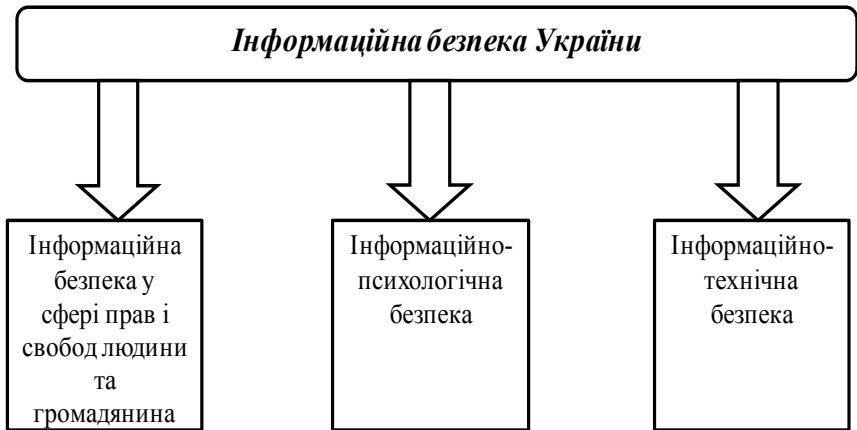 Інформаційна безпека України
Інформаційна
безпека у
сфері прав і
свобод людини
та
громадянина
Інформаційно-
психологічна
безпека
Інформаційно-
технічна
безпека